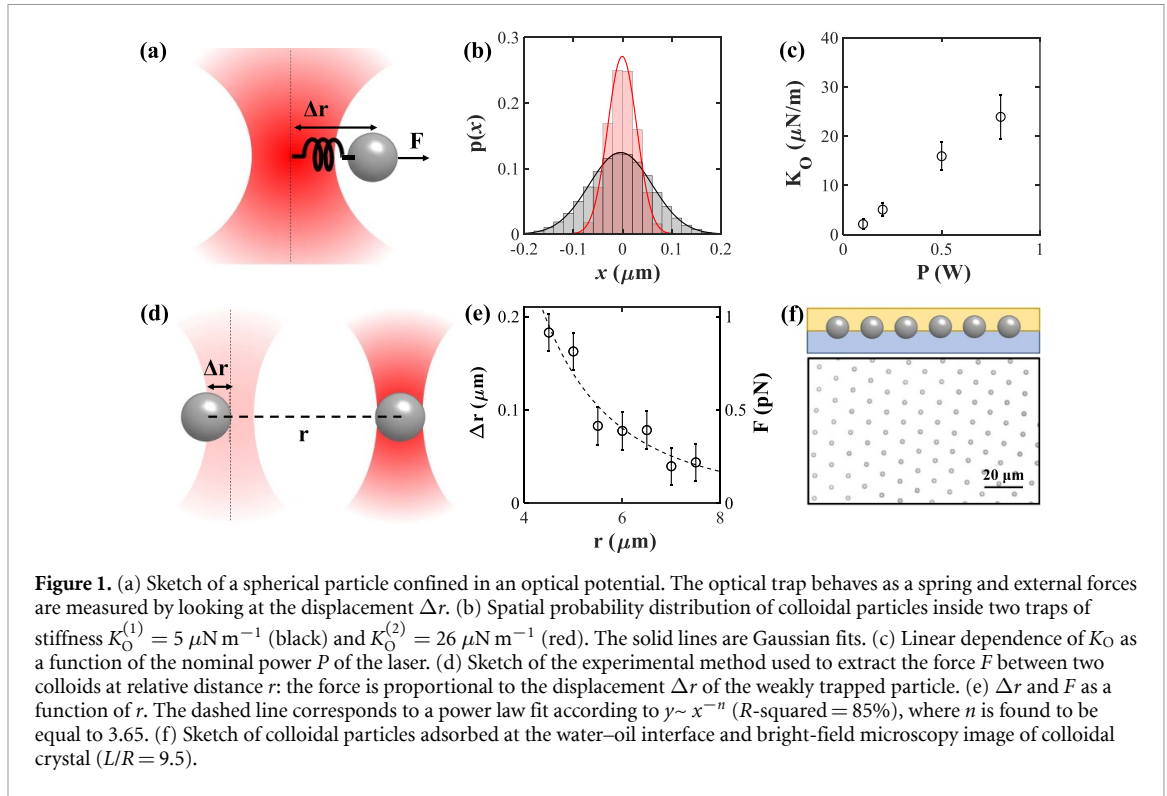 (a)
Δr
F
(b)
0.3
0.2
0.1
0
p(x)
-0.2 -0.1 0 0.1 0.2
x (μm)
(c)
40
30
20
10
0
K_O (μN/m)
0 0.5 1
P (W)
(d)
Δr
r
(e)
0.2
0.1
0
Δr (μm)
1
0.5
0
F (pN)
4 6 8
r (μm)
(f)
20 μm
Figure 1. (a) Sketch of a spherical particle confined in an optical potential. The optical trap behaves as a spring and external forces
are measured by looking at the displacement Δr. (b) Spatial probability distribution of colloidal particles inside two traps of
stiffness K_O^(1) = 5 μN m⁻¹ (black) and K_O^(2) = 26 μN m⁻¹ (red). The solid lines are Gaussian fits. (c) Linear dependence of K_O as
a function of the nominal power P of the laser. (d) Sketch of the experimental method used to extract the force F between two
colloids at relative distance r: the force is proportional to the displacement Δr of the weakly trapped particle. (e) Δr and F as a
function of r. The dashed line corresponds to a power law fit according to y~ x⁻ⁿ (R-squared = 85%), where n is found to be
equal to 3.65. (f) Sketch of colloidal particles adsorbed at the water–oil interface and bright-field microscopy image of colloidal
crystal (L/R = 9.5).